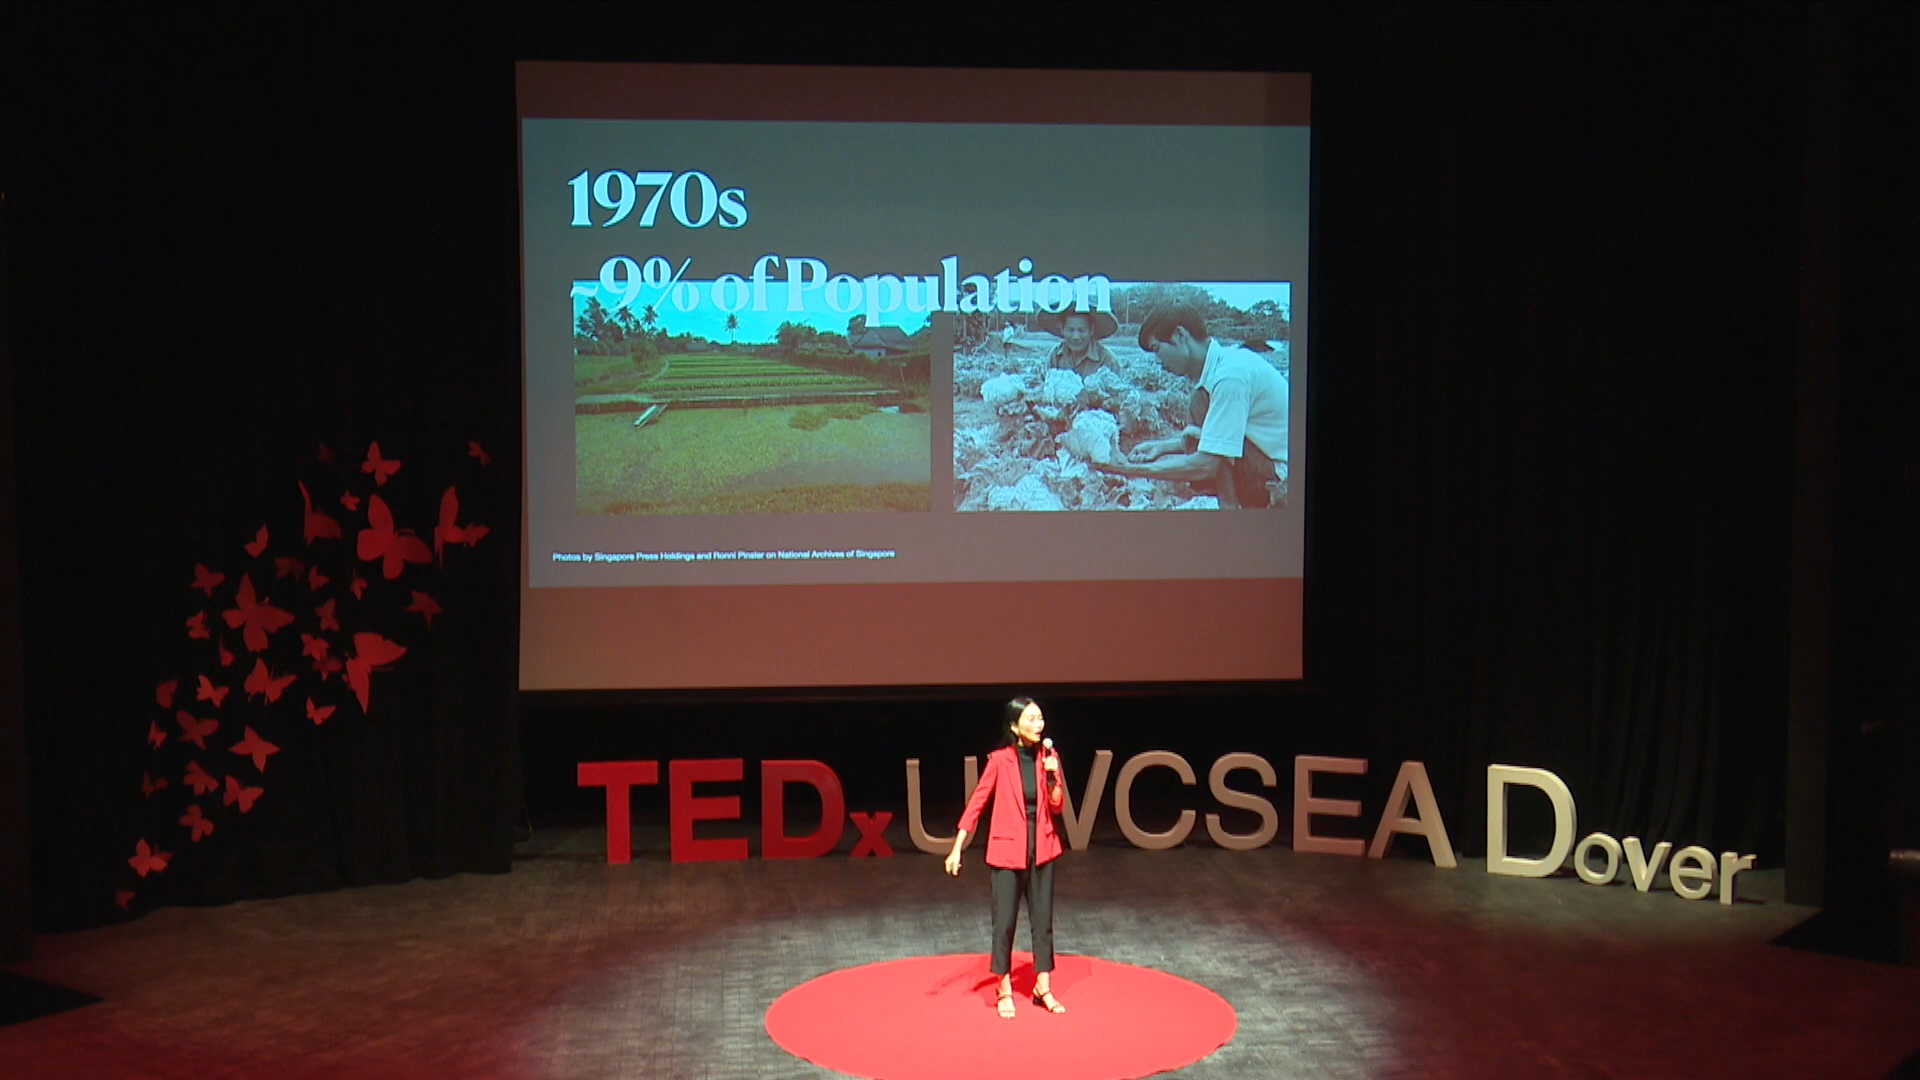 1970s
~9% of Population
Photos by Singapore Press Holdings and Ronni Pinsler on National Archives of Singapore
TEDx UWCSEA Dover